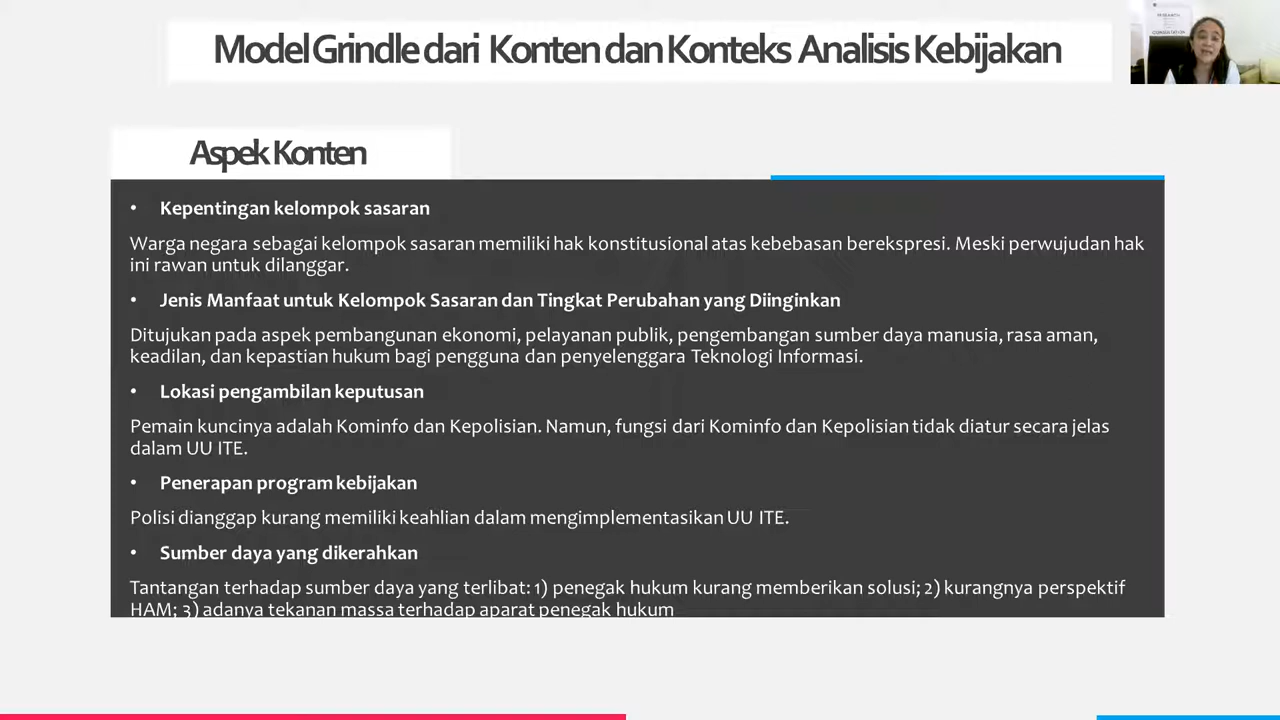 Model Grindle dari Konten dan Konteks Analisis Kebijakan
Aspek Konten
• Kepentingan kelompok sasaran
Warga negara sebagai kelompok sasaran memiliki hak konstitusional atas kebebasan berekspresi. Meski perwujudan hak
ini rawan untuk dilanggar.
• Jenis Manfaat untuk Kelompok Sasaran dan Tingkat Perubahan yang Diinginkan
Ditujukan pada aspek pembangunan ekonomi, pelayanan publik, pengembangan sumber daya manusia, rasa aman,
keadilan, dan kepastian hukum bagi pengguna dan penyelenggara Teknologi Informasi.
• Lokasi pengambilan keputusan
Pemain kuncinya adalah Kominfo dan Kepolisian. Namun, fungsi dari Kominfo dan Kepolisian tidak diatur secara jelas
dalam UU ITE.
• Penerapan program kebijakan
Polisi dianggap kurang memiliki keahlian dalam mengimplementasikan UU ITE.
• Sumber daya yang dikerahkan
Tantangan terhadap sumber daya yang terlibat: 1) penegak hukum kurang memberikan solusi; 2) kurangnya perspektif
HAM; 3) adanya tekanan massa terhadap aparat penegak hukum